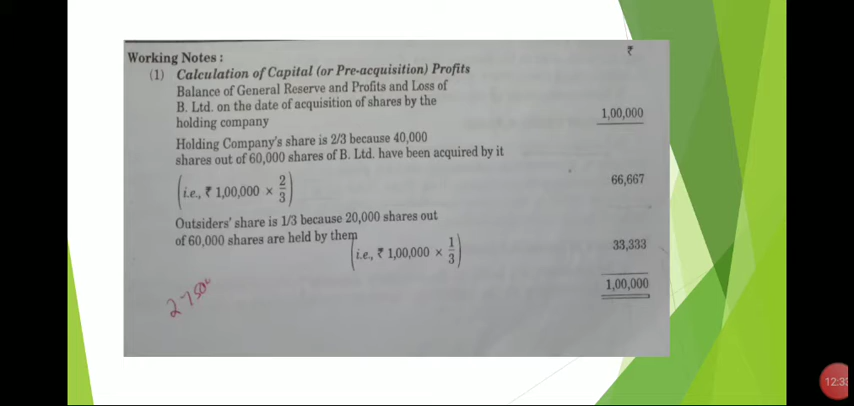 Working Notes :
₹
(1) Calculation of Capital (or Pre-acquisition) Profits
Balance of General Reserve and Profits and Loss of
B. Ltd. on the date of acquisition of shares by the
holding company 1,00,000
Holding Company's share is 2/3 because 40,000
shares out of 60,000 shares of B. Ltd. have been acquired by it
(i.e., ₹ 1,00,000 × 2/3) 66,667
Outsiders' share is 1/3 because 20,000 shares out
of 60,000 shares are held by them
(i.e., ₹ 1,00,000 × 1/3) 33,333
1,00,000